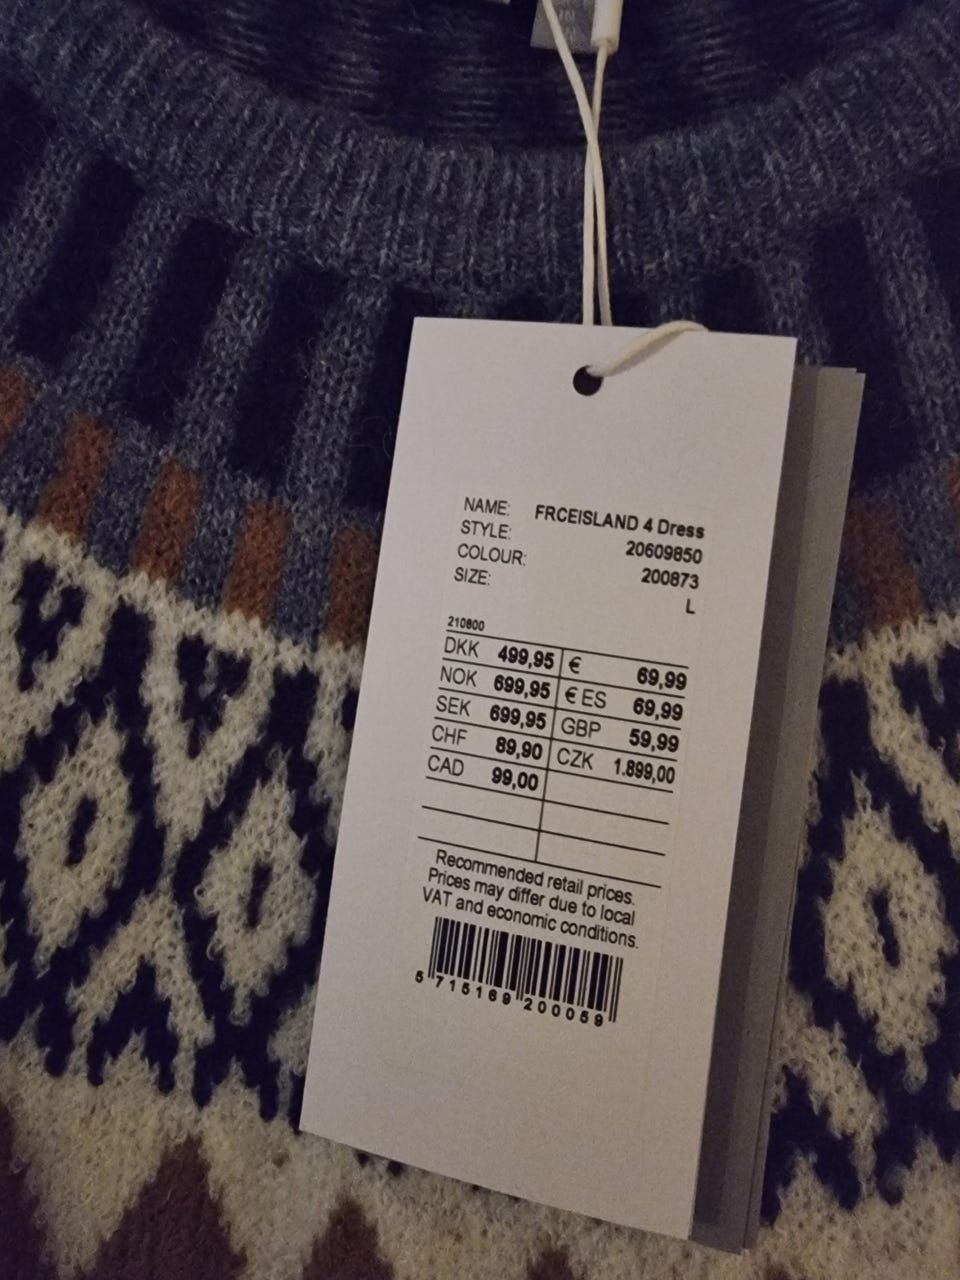 NAME: FRCEISLAND 4 Dress
STYLE: 20609850
COLOUR: 200873
SIZE: L
210800
DKK 499,95 € 69,99
NOK 699,95 € ES 69,99
SEK 699,95 GBP 59,99
CHF 89,90 CZK 1.899,00
CAD 99,00
Recommended retail prices.
Prices may differ due to local
VAT and economic conditions.
5 715169 200059